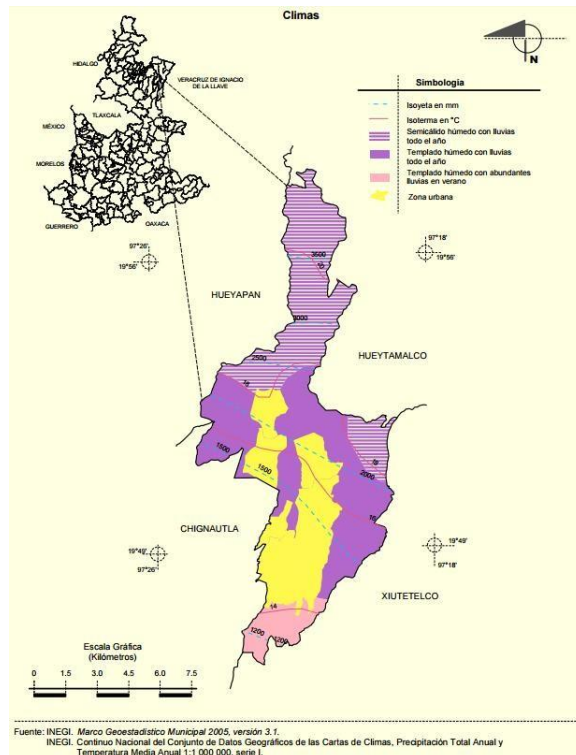 Climas
HIDALGO
VERACRUZ DE IGNACIO
DE LA LLAVE
TLAXCALA
MÉXICO
MORELOS
GUERRERO
OAXACA
N
Simbología
Isoyeta en mm
Isoterma en °C
Semicálido húmedo con lluvias
todo el año
Templado húmedo con lluvias
todo el año
Templado húmedo con abundantes
lluvias en verano
Zona urbana
97°26'
19°56'
97°18'
19°56'
3500
20
HUEYAPAN
3000
HUEYTAMALCO
2500
18
1500
1500
18
2000
16
CHIGNAUTLA
19°49'
97°26'
19°49'
97°18'
XIUTETELCO
14
1200
1200
Escala Gráfica
(Kilómetros)
0 1.5 3.0 4.5 6.0 7.5
Fuente: INEGI. Marco Geoestadístico Municipal 2005, versión 3.1.
INEGI. Continuo Nacional del Conjunto de Datos Geográficos de las Cartas de Climas, Precipitación Total Anual y
Temperatura Media Anual 1:1 000 000, serie I.